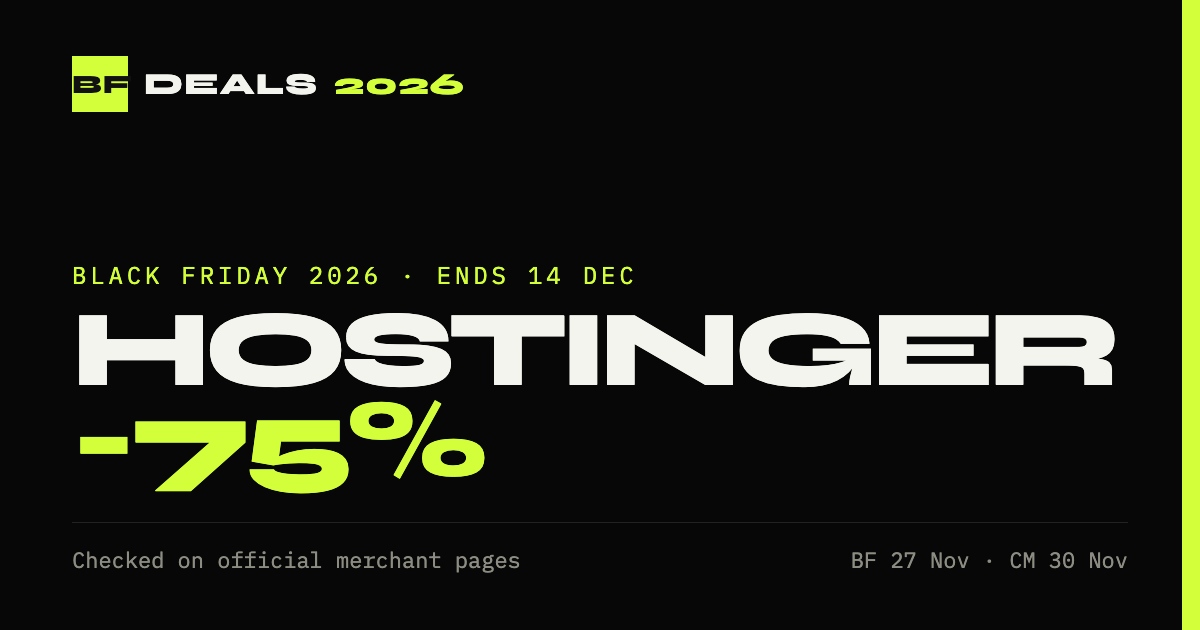 BF DEALS 2026
BLACK FRIDAY 2026 · ENDS 14 DEC
HOSTINGER
-75%
Checked on official merchant pages
BF 27 Nov · CM 30 Nov